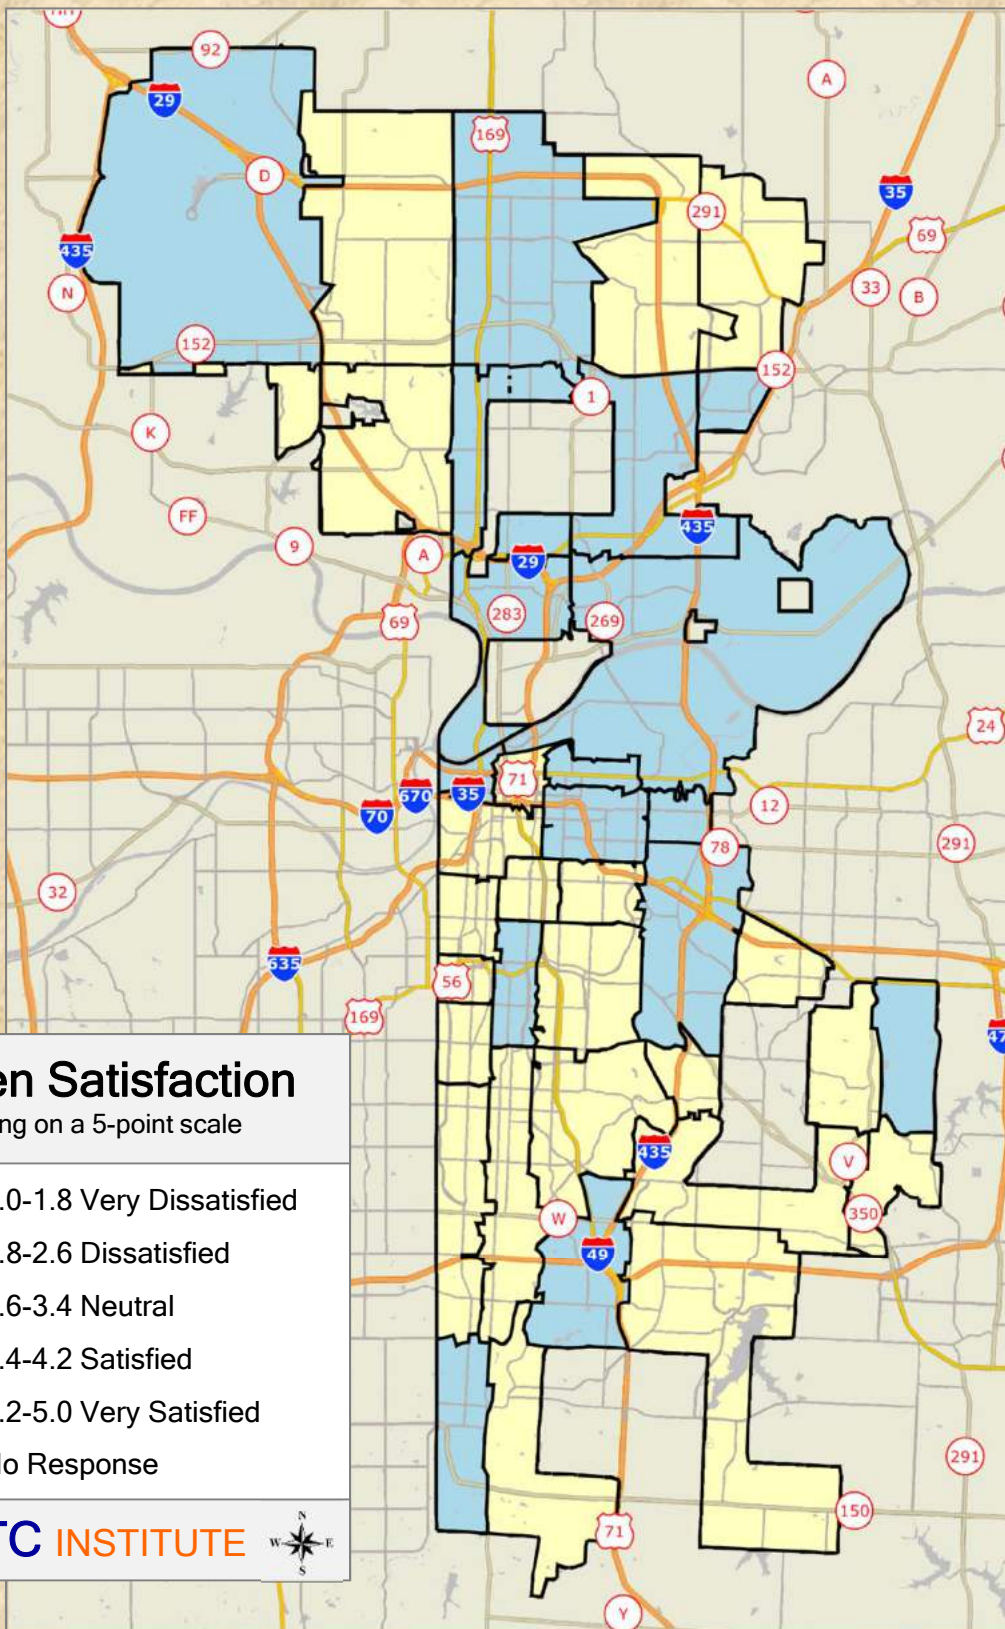 92
29
169
A
D
291
35
69
435
N
33
B
152
152
1
K
FF
9
A
435
29
283
269
69
24
71
670
35
70
12
78
291
32
635
56
169
47
en Satisfaction
ng on a 5-point scale
.0-1.8 Very Dissatisfied
.8-2.6 Dissatisfied
.6-3.4 Neutral
.4-4.2 Satisfied
.2-5.0 Very Satisfied
No Response
TC INSTITUTE
N
W E
S
435
V
350
W
49
291
150
71
Y